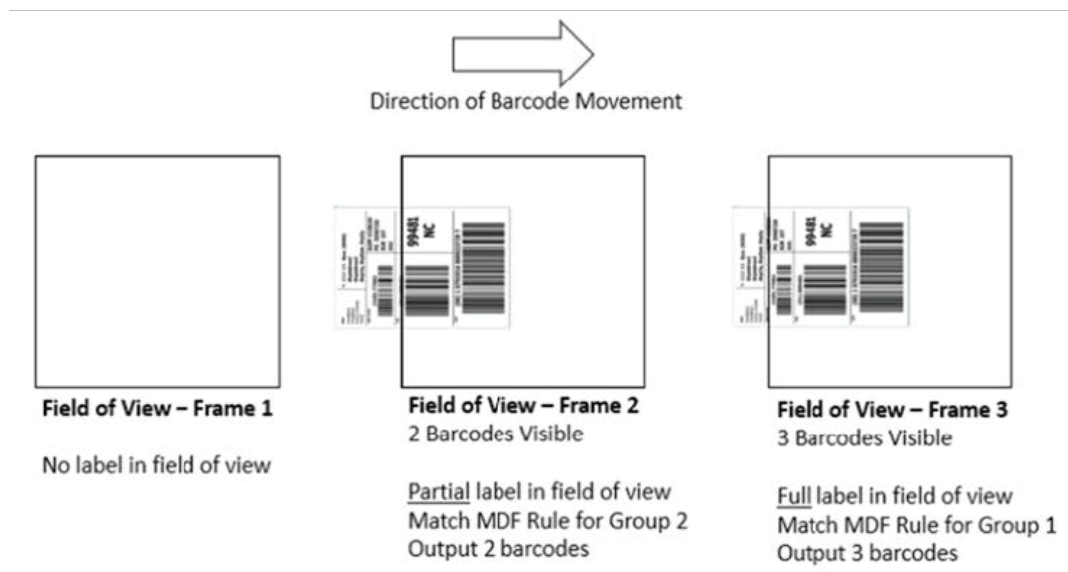 Direction of Barcode Movement
99481
NC
99481
NC
Field of View – Frame 1
No label in field of view
Field of View – Frame 2
2 Barcodes Visible
Partial label in field of view
Match MDF Rule for Group 2
Output 2 barcodes
Field of View – Frame 3
3 Barcodes Visible
Full label in field of view
Match MDF Rule for Group 1
Output 3 barcodes